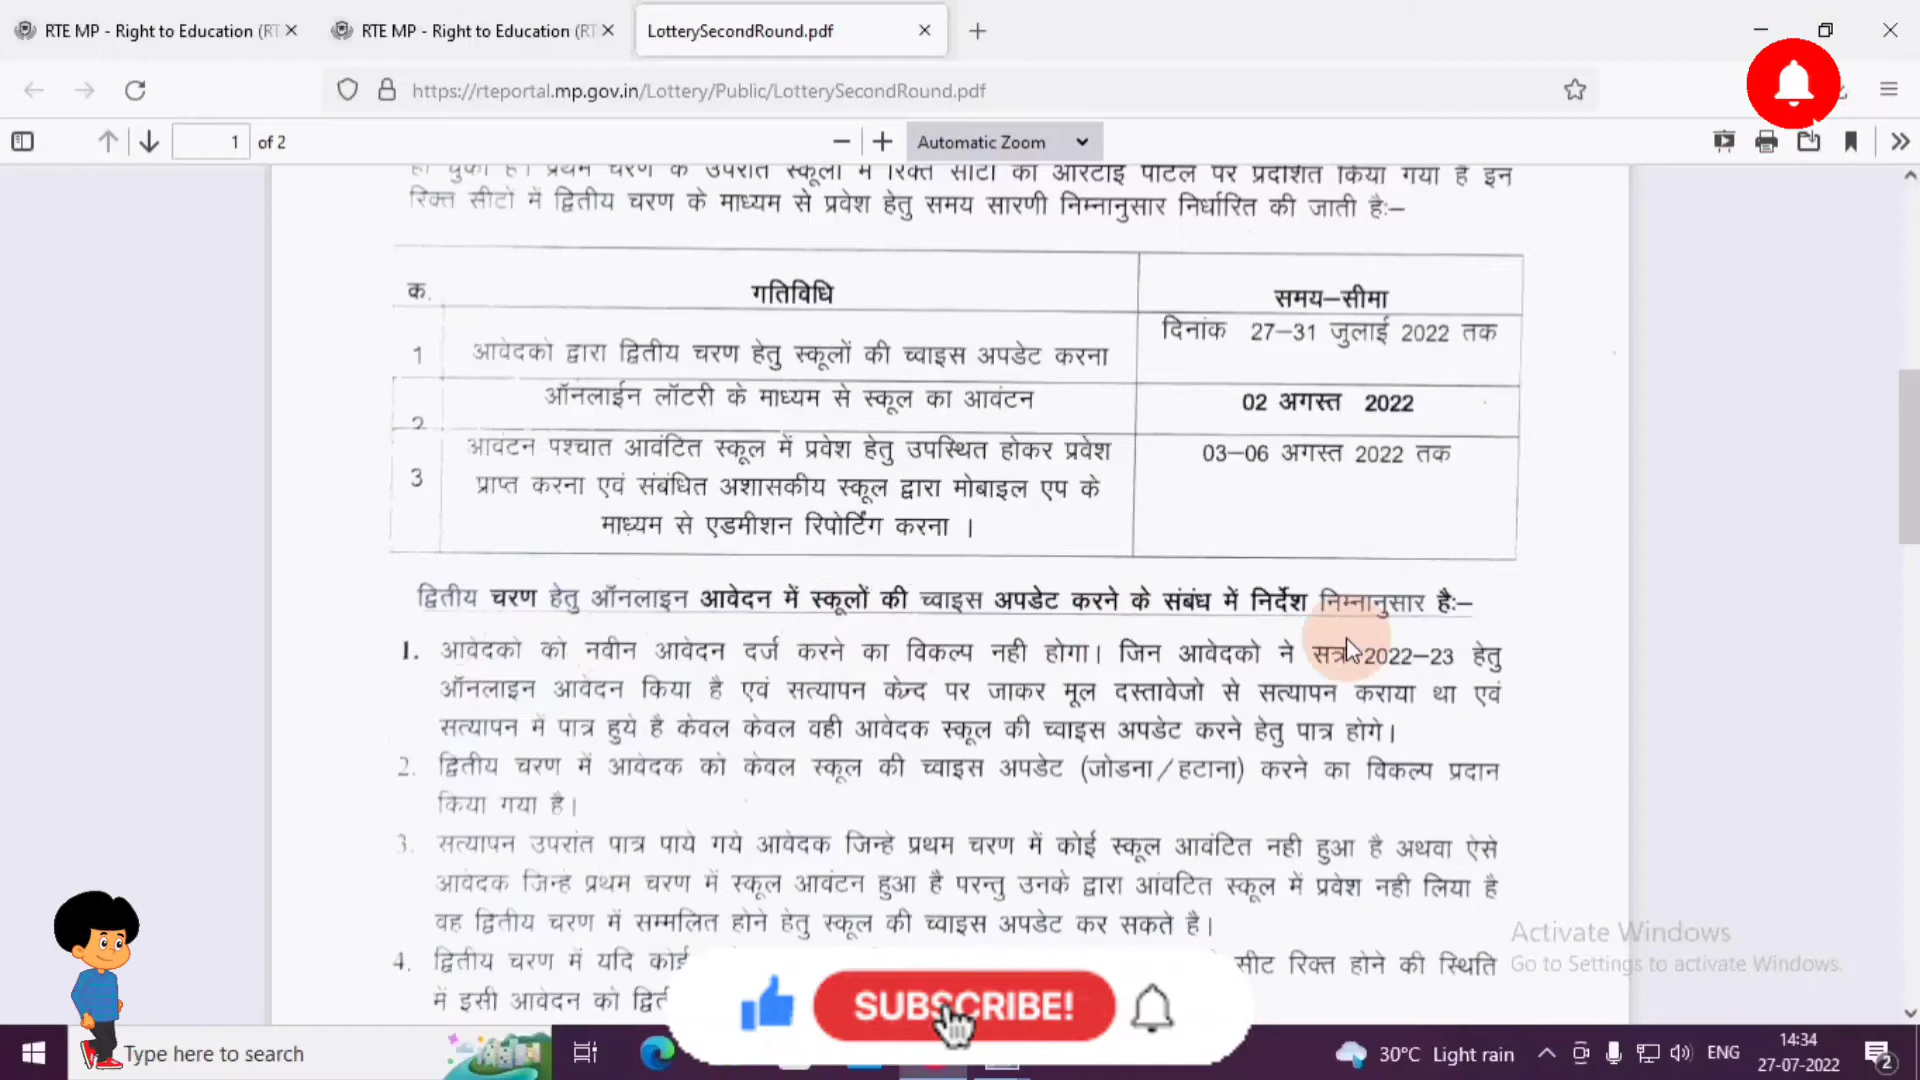 RTE MP - Right to Education (RT
RTE MP - Right to Education (RT
LotterySecondRound.pdf
https://rteportal.mp.gov.in/Lottery/Public/LotterySecondRound.pdf
1 of 2
Automatic Zoom
हो चुका है। प्रथम चरण के उपरांत स्कूलों में रिक्त सीटों को आरटीई पोर्टल पर प्रदर्शित किया गया है इन
रिक्त सीटों में द्वितीय चरण के माध्यम से प्रवेश हेतु समय सारणी निम्नानुसार निर्धारित की जाती है:–
क. गतिविधि समय–सीमा
1 आवेदको द्वारा द्वितीय चरण हेतु स्कूलों की च्वाइस अपडेट करना दिनांक 27–31 जुलाई 2022 तक
2 ऑनलाईन लॉटरी के माध्यम से स्कूल का आवंटन 02 अगस्त 2022
आवंटन पश्चात आवंटित स्कूल में प्रवेश हेतु उपस्थित होकर प्रवेश 03–06 अगस्त 2022 तक
3 प्राप्त करना एवं संबंधित अशासकीय स्कूल द्वारा मोबाइल एप के
माध्यम से एडमीशन रिपोर्टिंग करना ।
द्वितीय चरण हेतु ऑनलाइन आवेदन में स्कूलों की च्वाइस अपडेट करने के संबंध में निर्देश निम्नानुसार है:–
1. आवेदको को नवीन आवेदन दर्ज करने का विकल्प नही होगा। जिन आवेदको ने सत्र 2022–23 हेतु
ऑनलाइन आवेदन किया है एवं सत्यापन केन्द पर जाकर मूल दस्तावेजो से सत्यापन कराया था एवं
सत्यापन में पात्र हुये है केवल केवल वही आवेदक स्कूल की च्वाइस अपडेट करने हेतु पात्र होगे।
2. द्वितीय चरण में आवेदक को केवल स्कूल की च्वाइस अपडेट (जोडना/हटाना) करने का विकल्प प्रदान
किया गया है।
3. सत्यापन उपरांत पात्र पाये गये आवेदक जिन्हे प्रथम चरण में कोई स्कूल आवंटित नही हुआ है अथवा ऐसे
आवेदक जिन्हे प्रथम चरण में स्कूल आवंटन हुआ है परन्तु उनके द्वारा आंवटित स्कूल में प्रवेश नही लिया है
वह द्वितीय चरण में सम्मलित होने हेतु स्कूल की च्वाइस अपडेट कर सकते है।
4. द्वितीय चरण में यदि कोई सीट रिक्त होने की स्थिति
में इसी आवेदन को
Activate Windows
Go to Settings to activate Windows.
SUBSCRIBE!
Type here to search
30°C Light rain
ENG
14:34
27-07-2022
2